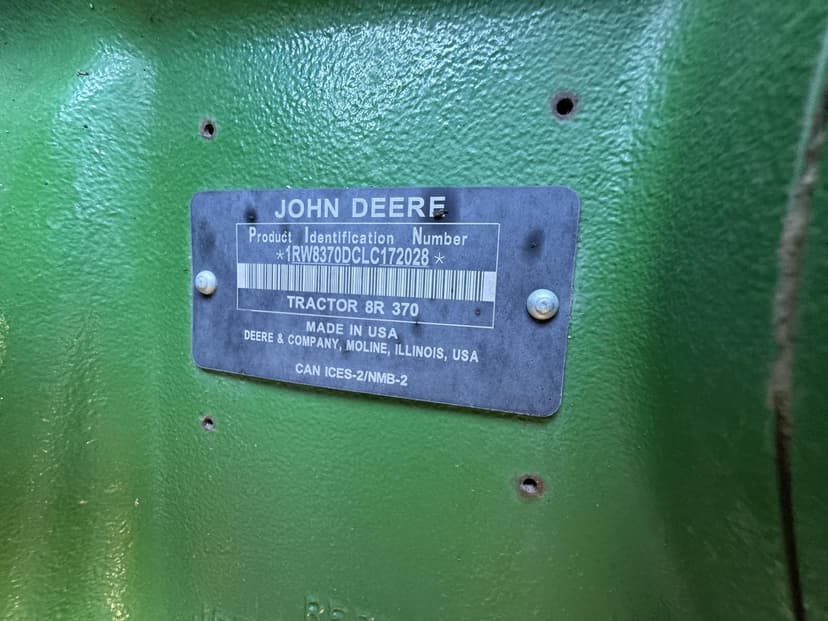 JOHN DEERE
Product Identification Number
*1RW8370DCLC172028*
TRACTOR 8R 370
MADE IN USA
DEERE & COMPANY, MOLINE, ILLINOIS, USA
CAN ICES-2/NMB-2